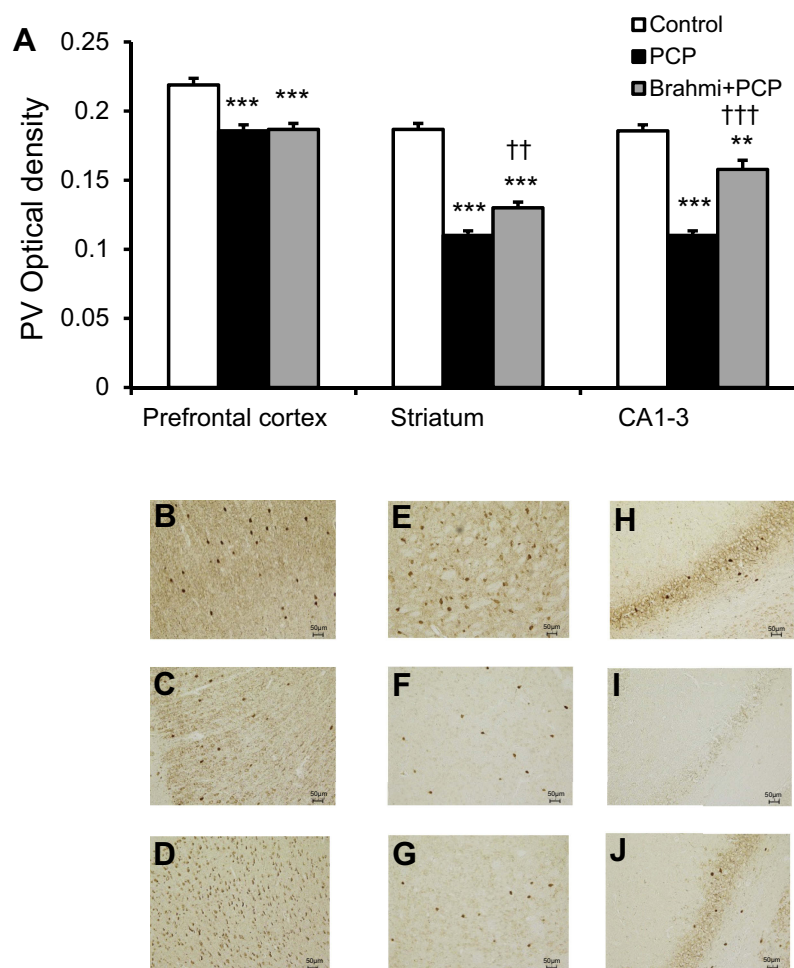 A
PV Optical density
0.25
0.2
0.15
0.1
0.05
0
Control
PCP
Brahmi+PCP
*** ***
*** †† ***
*** ††† **
Prefrontal cortex Striatum CA1-3
B 50µm E 50µm H 50µm
C 50µm F 50µm I 50µm
D 50µm G 50µm J 50µm